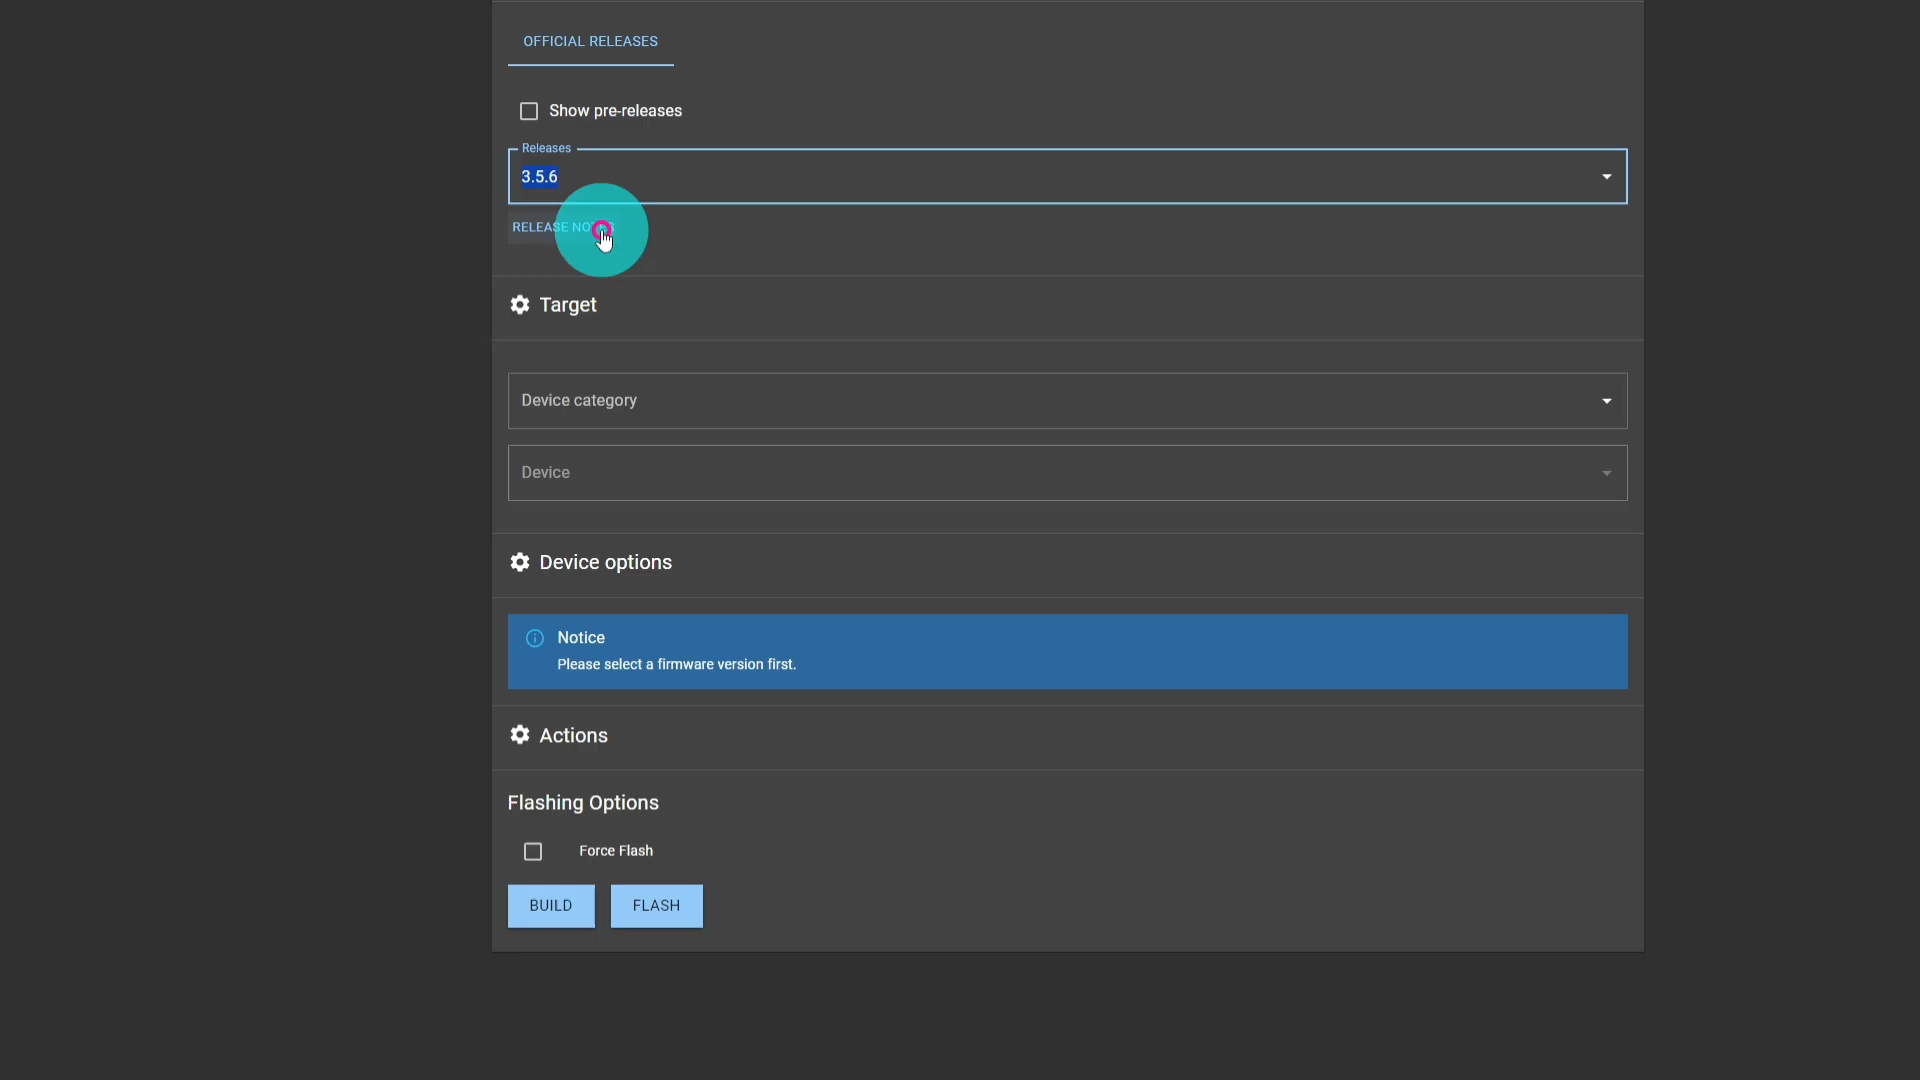 OFFICIAL RELEASES
Show pre-releases
Releases
3.5.6
RELEASE
Target
Device category
Device
Device options
Notice
Please select a firmware version first.
Actions
Flashing Options
Force Flash
BUILD FLASH